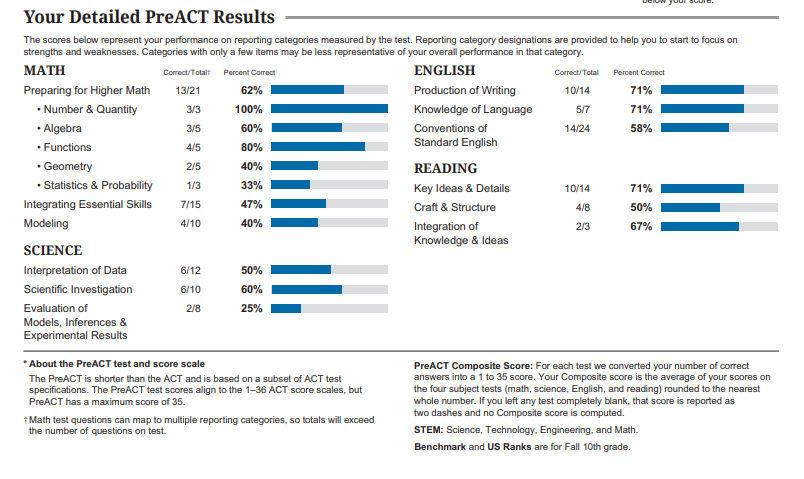 below your score.
Your Detailed PreACT Results
The scores below represent your performance on reporting categories measured by the test. Reporting category designations are provided to help you to start to focus on
strengths and weaknesses. Categories with only a few items may be less representative of your overall performance in that category.
MATH Correct/Total† Percent Correct
Preparing for Higher Math 13/21 62%
• Number & Quantity 3/3 100%
• Algebra 3/5 60%
• Functions 4/5 80%
• Geometry 2/5 40%
• Statistics & Probability 1/3 33%
Integrating Essential Skills 7/15 47%
Modeling 4/10 40%
SCIENCE
Interpretation of Data 6/12 50%
Scientific Investigation 6/10 60%
Evaluation of 2/8 25%
Models, Inferences &
Experimental Results
ENGLISH Correct/Total Percent Correct
Production of Writing 10/14 71%
Knowledge of Language 5/7 71%
Conventions of 14/24 58%
Standard English
READING
Key Ideas & Details 10/14 71%
Craft & Structure 4/8 50%
Integration of 2/3 67%
Knowledge & Ideas
* About the PreACT test and score scale
The PreACT is shorter than the ACT and is based on a subset of ACT test
specifications. The PreACT test scores align to the 1–36 ACT score scales, but
PreACT has a maximum score of 35.
†Math test questions can map to multiple reporting categories, so totals will exceed
the number of questions on test.
PreACT Composite Score: For each test we converted your number of correct
answers into a 1 to 35 score. Your Composite score is the average of your scores on
the four subject tests (math, science, English, and reading) rounded to the nearest
whole number. If you left any test completely blank, that score is reported as
two dashes and no Composite score is computed.
STEM: Science, Technology, Engineering, and Math.
Benchmark and US Ranks are for Fall 10th grade.